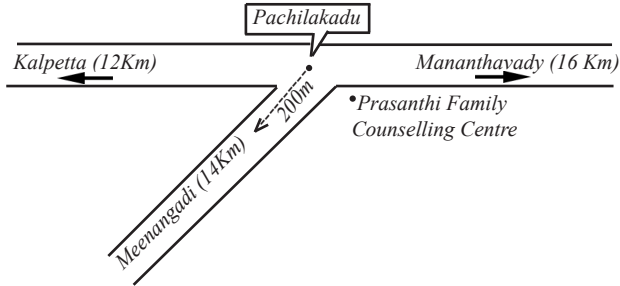 Pachilakadu
Kalpetta (12Km)
Mananthavady (16 Km)
200m
Prasanthi Family
Counselling Centre
Meenangadi (14Km)